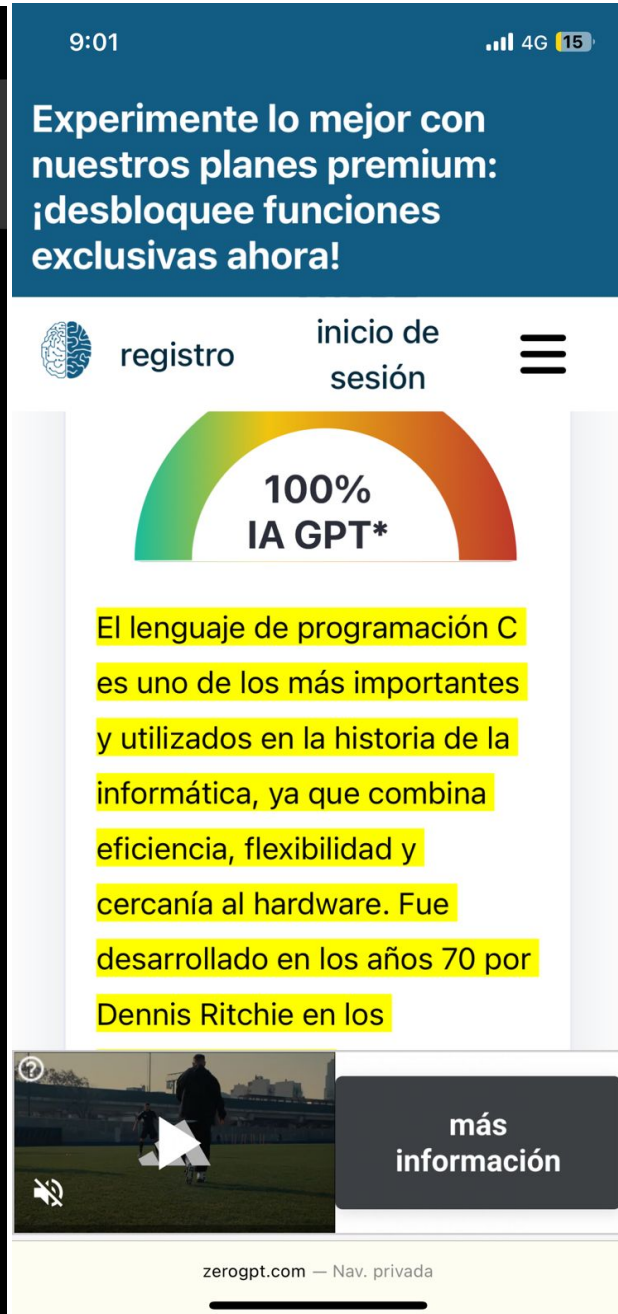 9:01
4G 15
Experimente lo mejor con
nuestros planes premium:
¡desbloquee funciones
exclusivas ahora!
registro
inicio de
sesión
100%
IA GPT*
El lenguaje de programación C
es uno de los más importantes
y utilizados en la historia de la
informática, ya que combina
eficiencia, flexibilidad y
cercanía al hardware. Fue
desarrollado en los años 70 por
Dennis Ritchie en los
más
información
zerogpt.com — Nav. privada